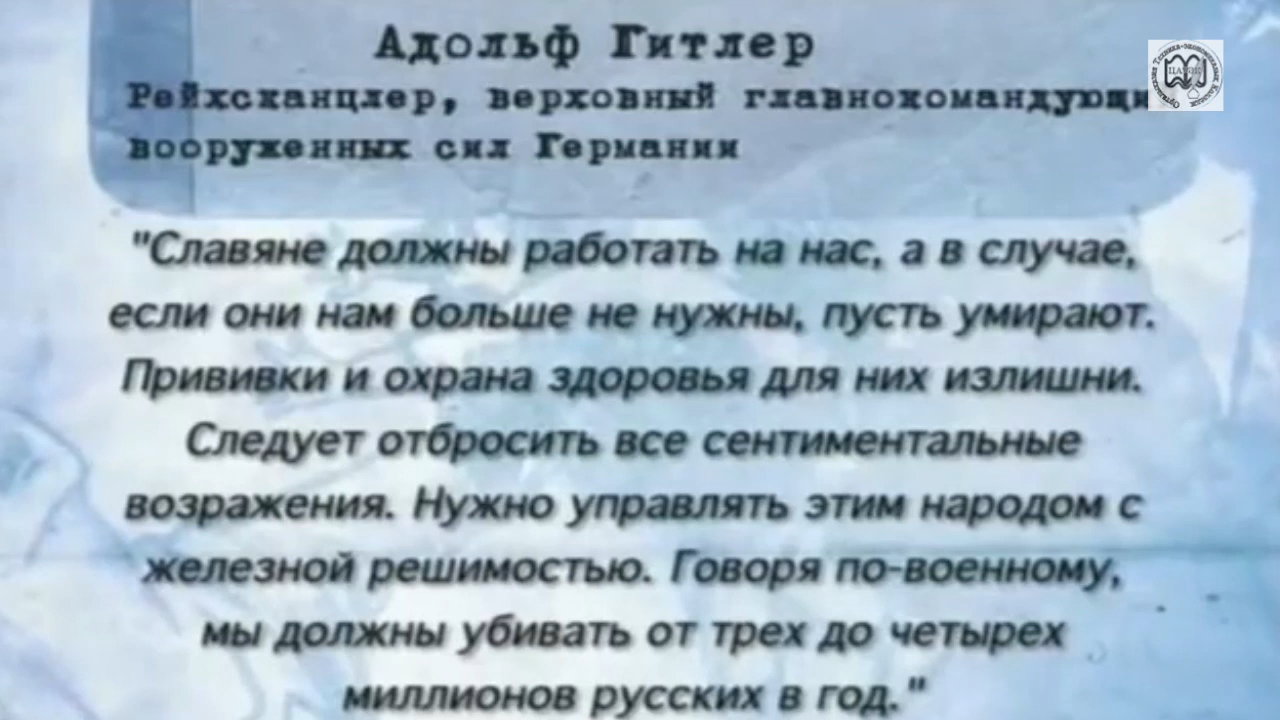 Адольф Гитлер
Рейхсканцлер, верховный главнокомандующи
вооруженных сил Германии
"Славяне должны работать на нас, а в случае,
если они нам больше не нужны, пусть умирают.
Прививки и охрана здоровья для них излишни.
Следует отбросить все сентиментальные
возражения. Нужно управлять этим народом с
железной решимостью. Говоря по-военному,
мы должны убивать от трех до четырех
миллионов русских в год."